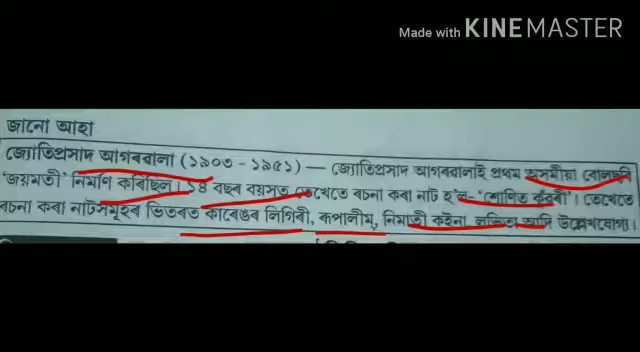 Made with KINEMASTER
জানো আহা
জ্যোতিপ্ৰসাদ আগৰৱালা (১৯০৩ - ১৯৫১) — জ্যোতিপ্ৰসাদ আগৰৱালাই প্ৰথম অসমীয়া বোলছবি
'জয়মতী' নিৰ্মাণ কৰিছিল। ১৪ বছৰ বয়সত তেখেতে ৰচনা কৰা নাট হ'ল- 'শোণিত কুঁৱৰী'। তেখেতে
ৰচনা কৰা নাটসমূহৰ ভিতৰত কাৰেঙৰ লিগিৰী, ৰূপালীম, নিমাতী কইনা, লভিতা আদি উল্লেখযোগ্য।